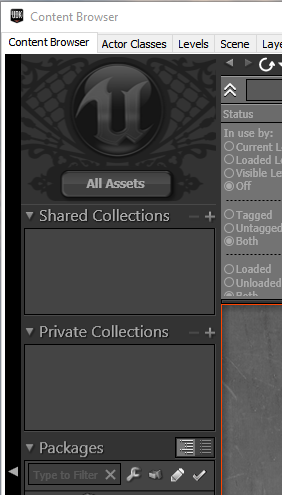 UDK Content Browser
Content Browser Actor Classes Levels Scene Laye
All Assets
Status
In use by:
Current L
Loaded L
Visible Le
Off
Shared Collections
Tagged
Untagged
Both
Loaded
Unloaded
Both
Private Collections
Packages
Type to Filter